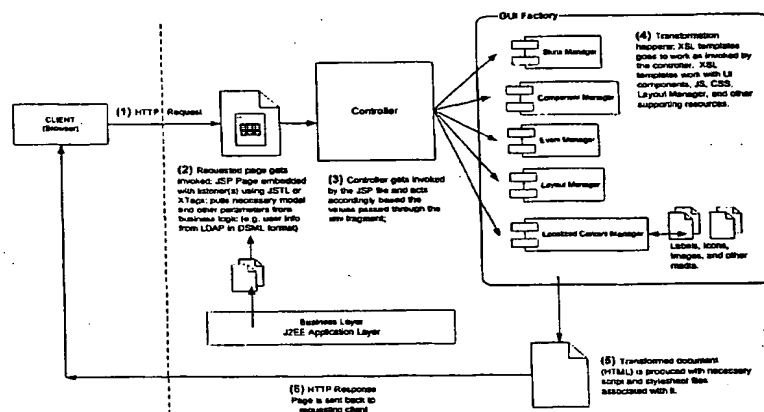 GUI Factory
(4) Transformation
happens; XSL templates
goes to work as invoked by
the controller. XSL
templates work with UI
components, JS, CSS,
Layout Manager, and other
supporting resources.
Manager
Component Manager
Event Manager
Layout Manager
Localized Content Manager
Labels, Icons,
Images, and other
media.
CLIENT
(Browser)
(1) HTTP Request
Controller
(2) Requested page gets
invoked; JSP Page embedded
with listener(s) using JSTL or
pulls necessary model
and other parameters from
business logic (e.g. user info
from LDAP in DSML format)
(3) Controller gets invoked
by the JSP file and acts
accordingly based the
values passed through the
fragment;
Business Layer
J2EE Application Layer
(5) Transformed document
(HTML) is produced with necessary
script and stylesheet files
associated with it.
(6) HTTP Response
Page is sent back to
requesting client